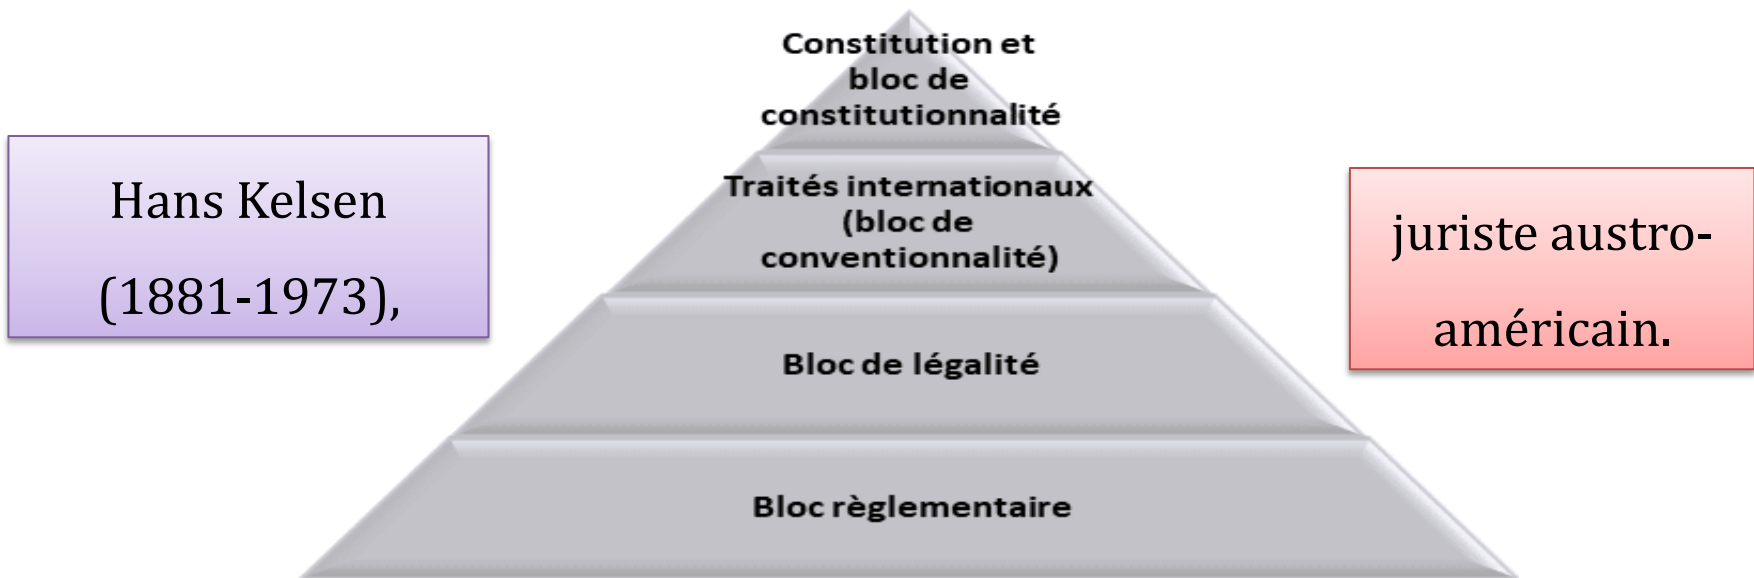 Constitution et
bloc de
constitutionnalité
Hans Kelsen
(1881-1973),
Traités internationaux
(bloc de
conventionnalité)
juriste austro-
américain.
Bloc de légalité
Bloc règlementaire